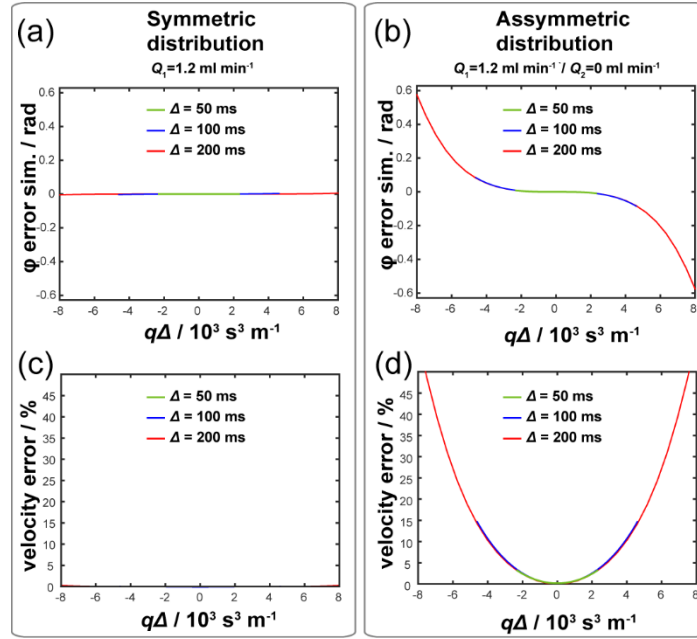 (a)
Symmetric
distribution
Q1=1.2 ml min-1
0.6
0.4
0.2
0
-0.2
-0.4
-0.6
φ error sim. / rad
Δ = 50 ms
Δ = 100 ms
Δ = 200 ms
-8 -6 -4 -2 0 2 4 6 8
qΔ / 10³ s³ m⁻¹
(b)
Assymetric
distribution
Q1=1.2 ml min-1 / Q2=0 ml min-1
0.6
0.4
0.2
0
-0.2
-0.4
-0.6
φ error sim. / rad
Δ = 50 ms
Δ = 100 ms
Δ = 200 ms
-8 -6 -4 -2 0 2 4 6 8
qΔ / 10³ s³ m⁻¹
(c)
45
40
35
30
25
20
15
10
5
0
velocity error / %
Δ = 50 ms
Δ = 100 ms
Δ = 200 ms
-8 -6 -4 -2 0 2 4 6 8
qΔ / 10³ s³ m⁻¹
(d)
45
40
35
30
25
20
15
10
5
0
velocity error / %
Δ = 50 ms
Δ = 100 ms
Δ = 200 ms
-8 -6 -4 -2 0 2 4 6 8
qΔ / 10³ s³ m⁻¹